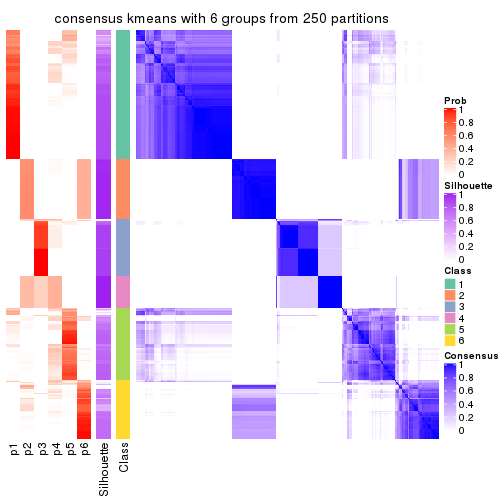 consensus kmeans with 6 groups from 250 partitions
Prob
1
0.8
0.6
0.4
0.2
0
Silhouette
1
0.8
0.6
0.4
0.2
0
Class
1
2
3
4
5
6
Consensus
1
0.8
0.6
0.4
0.2
0
p1
p2
p3
p4
p5
p6
Silhouette
Class